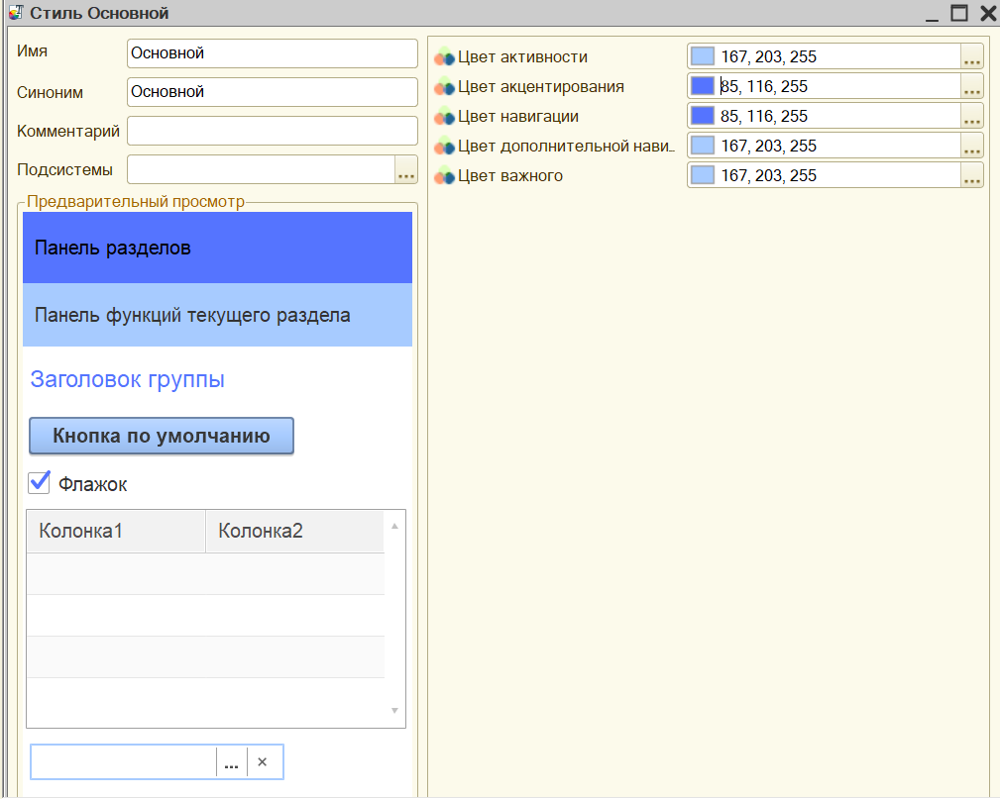 Стиль Основной
Имя
Основной
Синоним
Основной
Комментарий
Подсистемы
...
Предварительный просмотр
Панель разделов
Панель функций текущего раздела
Заголовок группы
Кнопка по умолчанию
Флажок
Колонка1 Колонка2
... ×
Цвет активности 167, 203, 255 ...
Цвет акцентирования 85, 116, 255 ...
Цвет навигации 85, 116, 255 ...
Цвет дополнительной нави... 167, 203, 255 ...
Цвет важного 167, 203, 255 ...